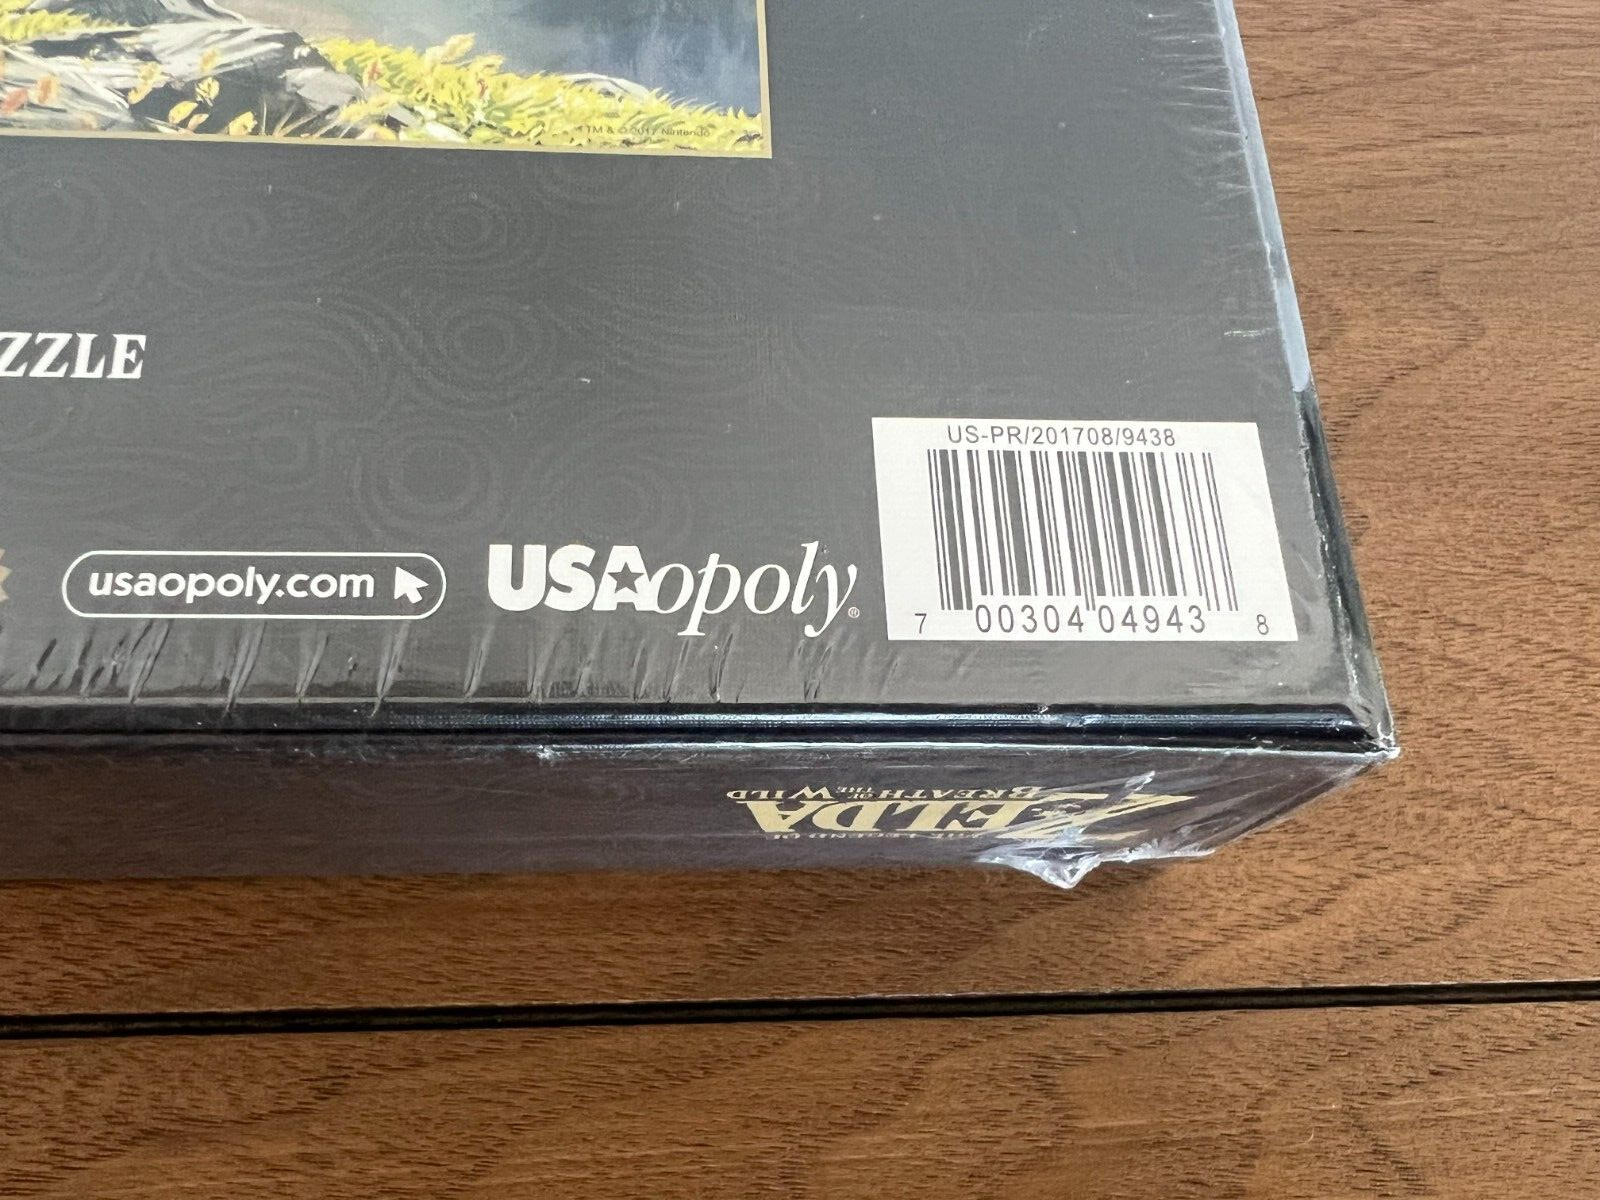 TM & © 2017 Nintendo
ZZLE
US-PR/201708/9438
7 00304 04943 8
usaopoly.com
USAopoly®
THE LEGEND OF
ZELDA
BREATH OF THE WILD